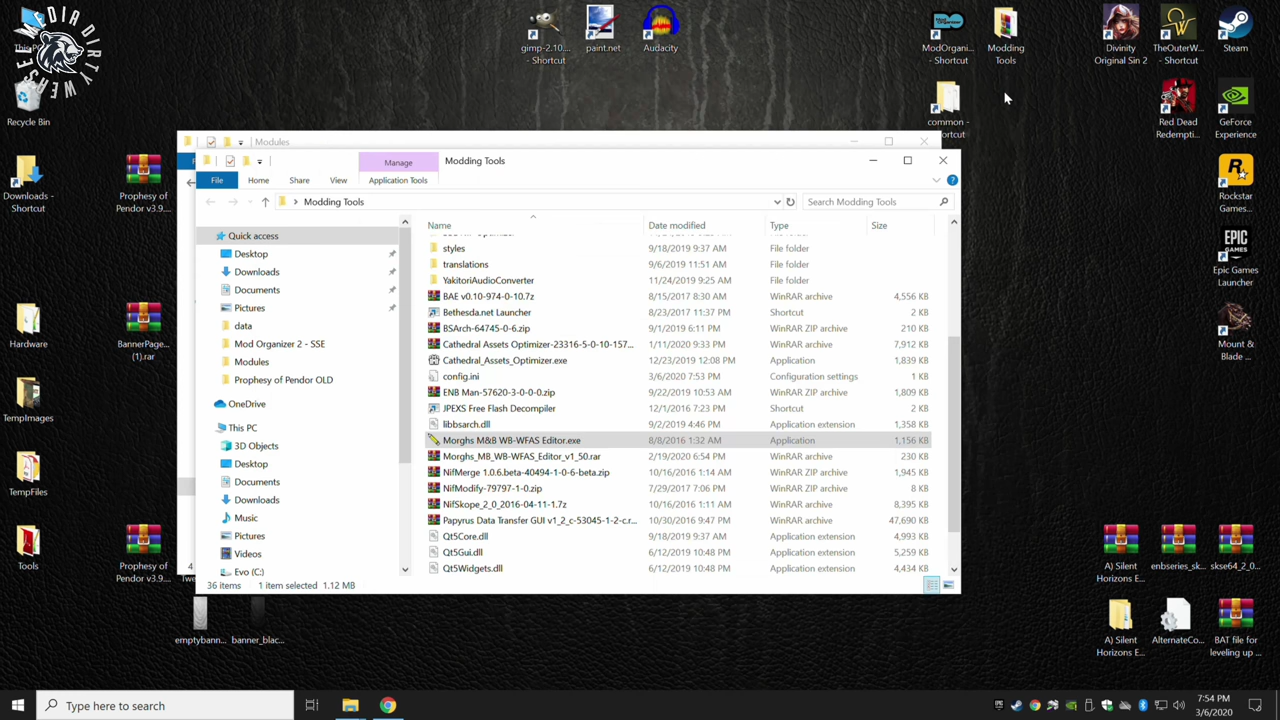 MEDIA DIRTYWEASEL
This PC
Recycle Bin
Downloads - Shortcut
Hardware
TempImages
TempFiles
Tools
Prophesy of Pendor v3.9...
BannerPage... (1).rar
Prophesy of Pendor v3.9...
emptybann...
banner_blac...
gimp-2.10.... - Shortcut
paint.net
Audacity
ModOrgani... - Shortcut
Modding Tools
common - Shortcut
Divinity Original Sin 2
TheOuterW... - Shortcut
Steam
Red Dead Redempti...
GeForce Experience
Rockstar Games...
EPIC GAMES
Epic Games Launcher
Mount & Blade ...
A) Silent Horizons E...
enbseries_sk...
skse64_2_0...
A) Silent Horizons E...
AlternateCo...
BAT file for leveling up ...
Modules
Manage
Modding Tools
File
Home
Share
View
Application Tools
Modding Tools
Search Modding Tools
Name
Date modified
Type
Size
Quick access
Desktop
Downloads
Documents
Pictures
data
Mod Organizer 2 - SSE
Modules
Prophesy of Pendor OLD
OneDrive
This PC
3D Objects
Desktop
Documents
Downloads
Music
Pictures
Videos
Evo (C:)
styles 9/18/2019 9:37 AM File folder
translations 9/6/2019 11:51 AM File folder
YakitoriAudioConverter 11/24/2019 9:25 AM File folder
BAE v0.10-974-0-10.7z 8/15/2017 8:30 AM WinRAR archive 4,556 KB
Bethesda.net Launcher 8/23/2017 11:37 PM Shortcut 2 KB
BSArch-64745-0-6.zip 9/1/2019 6:11 PM WinRAR ZIP archive 210 KB
Cathedral Assets Optimizer-23316-5-0-10-157... 1/11/2020 9:33 PM WinRAR archive 7,912 KB
Cathedral_Assets_Optimizer.exe 12/23/2019 12:08 PM Application 1,839 KB
config.ini 3/6/2020 7:53 PM Configuration settings 1 KB
ENB Man-57620-3-0-0-0.zip 9/22/2019 10:53 AM WinRAR ZIP archive 1,809 KB
JPEXS Free Flash Decompiler 12/1/2016 7:23 PM Shortcut 2 KB
libbsarch.dll 9/2/2019 4:46 PM Application extension 1,358 KB
Morghs M&B WB-WFAS Editor.exe 8/8/2016 1:32 AM Application 1,156 KB
Morghs_MB_WB-WFAS_Editor_v1_50.rar 2/19/2020 6:54 PM WinRAR archive 230 KB
NifMerge 1.0.6.beta-40494-1-0-6-beta.zip 10/16/2016 1:14 AM WinRAR ZIP archive 1,945 KB
NifModify-79797-1-0.zip 7/29/2017 7:06 PM WinRAR ZIP archive 8 KB
NifSkope_2_0_2016-04-11-1.7z 10/16/2016 1:11 AM WinRAR archive 8,395 KB
Papyrus Data Transfer GUI v1_2_c-53045-1-2-c.r... 10/30/2016 9:47 PM WinRAR archive 47,690 KB
Qt5Core.dll 9/18/2019 9:37 AM Application extension 4,993 KB
Qt5Gui.dll 6/12/2019 10:48 PM Application extension 5,259 KB
Qt5Widgets.dll 6/12/2019 10:48 PM Application extension 4,434 KB
36 items 1 item selected 1.12 MB
Type here to search
7:54 PM
3/6/2020